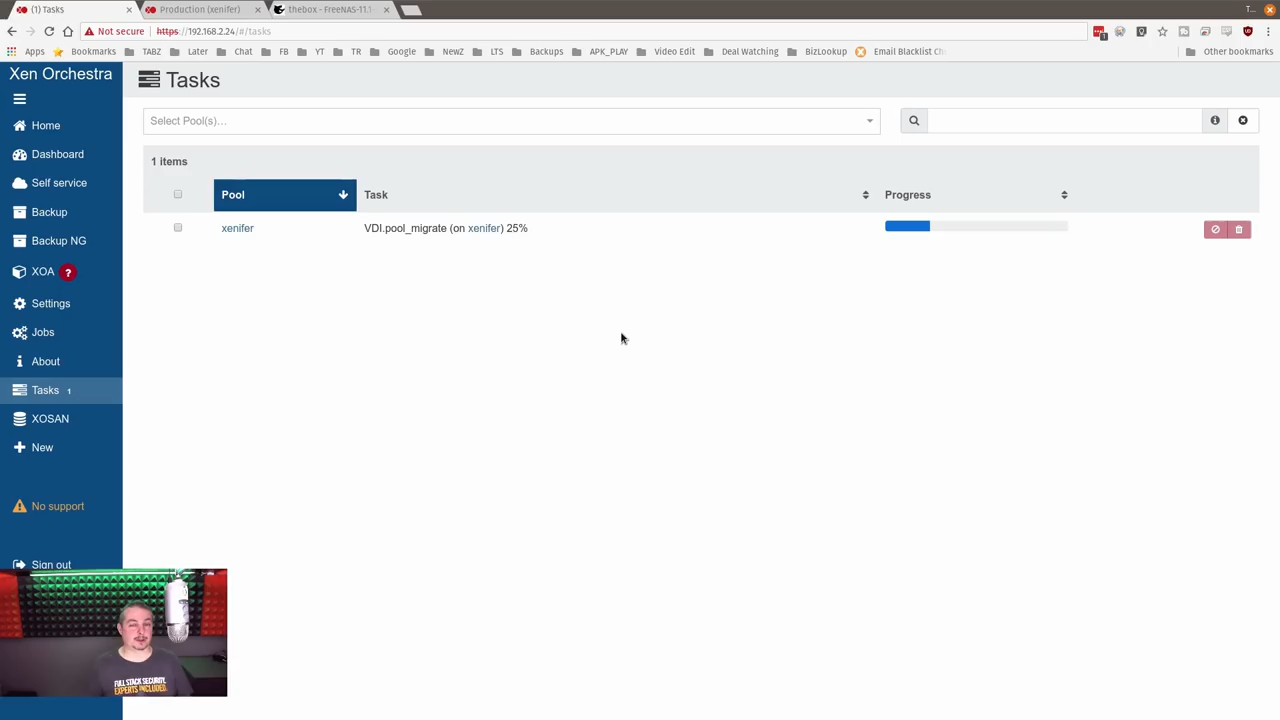 (1) Tasks
Production (xenifer)
thebox - FreeNAS-11.1
T...
Not secure https://192.168.2.24/#/tasks
1
Apps Bookmarks TABZ Later Chat FB YT TR Google NewZ LTS Backups APK_PLAY Video Edit Deal Watching BizLookup Email Blacklist Che Other bookmarks
Xen Orchestra
Tasks
Home
Dashboard
Self service
Backup
Backup NG
XOA ?
Settings
Jobs
About
Tasks 1
XOSAN
New
No support
Sign out
Select Pool(s)...
1 items
Pool Task Progress
xenifer VDI.pool_migrate (on xenifer) 25%
FULL STACK SECURITY.
EXPERTS INCLUDED.